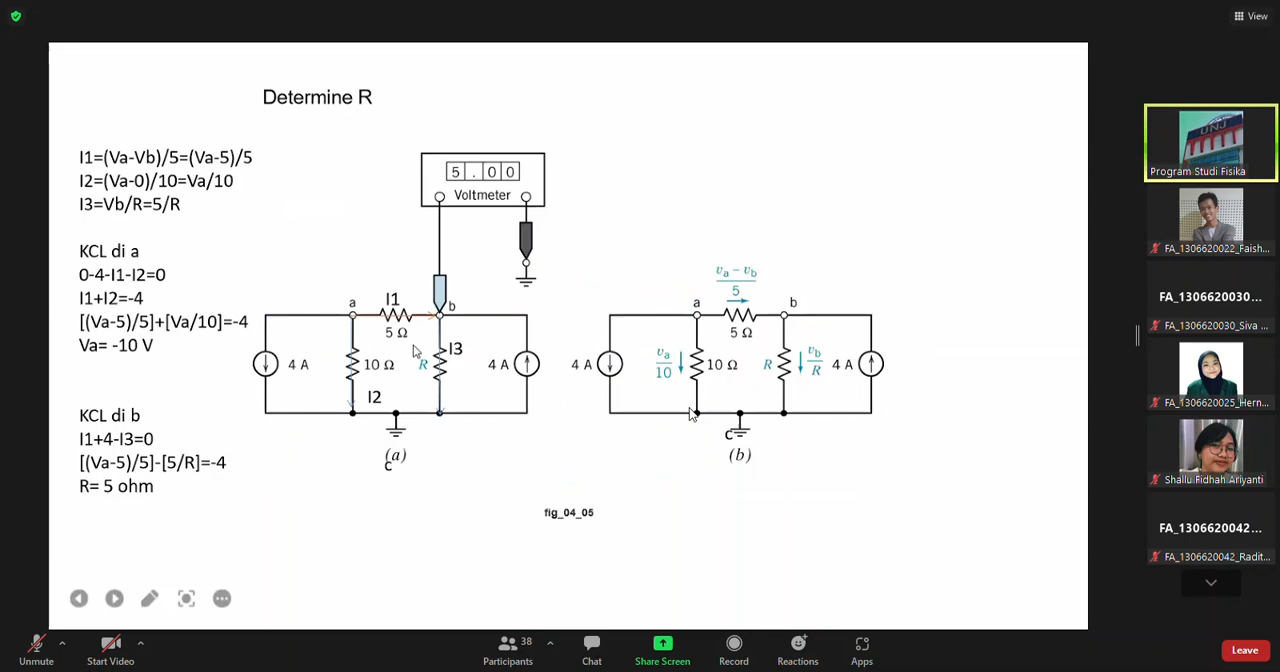 View
Determine R
I1=(Va-Vb)/5=(Va-5)/5
I2=(Va-0)/10=Va/10
I3=Vb/R=5/R
KCL di a
0-4-I1-I2=0
I1+I2=-4
[(Va-5)/5]+[Va/10]=-4
Va= -10 V
KCL di b
I1+4-I3=0
[(Va-5)/5]-[5/R]=-4
R= 5 ohm
5 . 0 0
Voltmeter
a
I1
b
5 Ω
I3
4 A
10 Ω
R
4 A
I2
(a)
c
va − vb
5
a
b
5 Ω
4 A
va
10
10 Ω
R
vb
R
4 A
c
(b)
fig_04_05
UNJ
Program Studi Fisika
FA_1306620022_Faish...
FA_1306620030...
FA_1306620030_Siva ...
FA_1306620025_Hern...
Shallu Fidhah Ariyanti
FA_1306620042...
FA_1306620042_Radit...
Unmute
Start Video
Participants
38
Chat
Share Screen
Record
Reactions
Apps
Leave